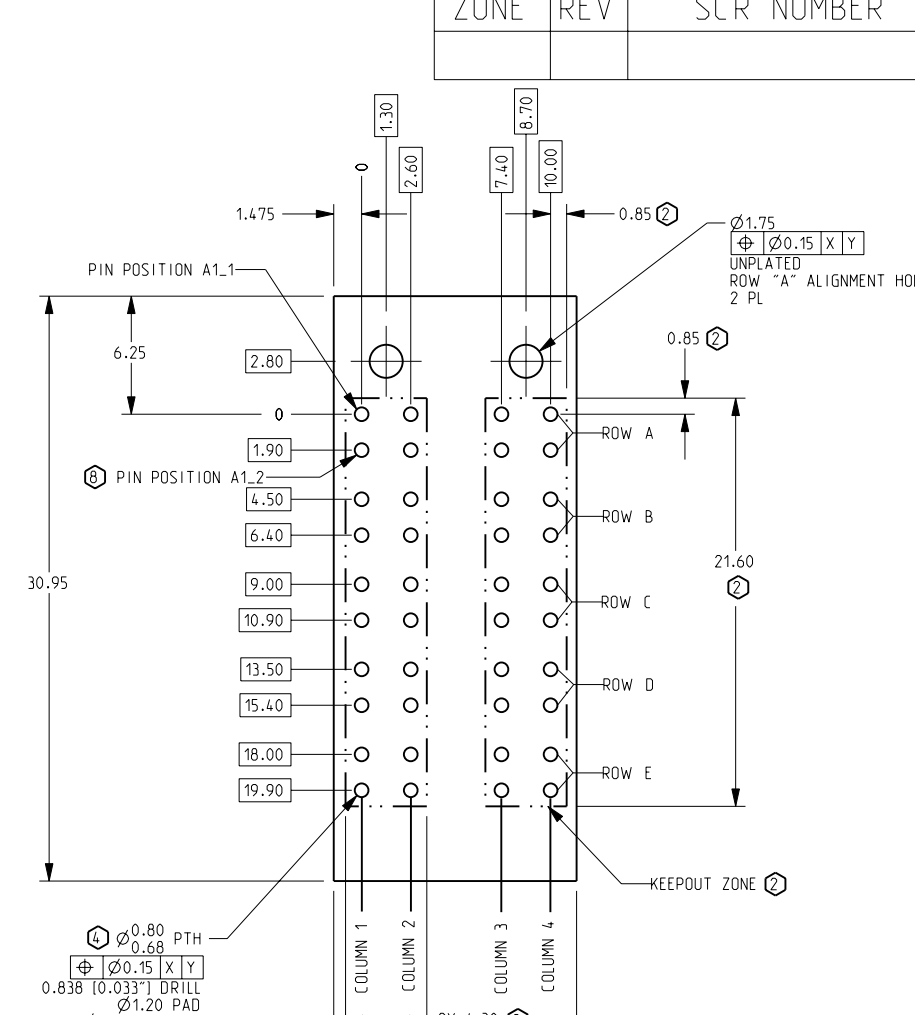 ZONE REV SCR NUMBER
1.30
8.70
0
2.60
7.40
10.00
1.475
0.85 2
Ø1.75
⌖ Ø0.15 X Y
UNPLATED
ROW "A" ALIGNMENT
2 PL
PIN POSITION A1_1
6.25
0.85 2
2.80
0
ROW A
1.90
8 PIN POSITION A1_2
4.50
ROW B
6.40
21.60
2
30.95
9.00
ROW C
10.90
13.50
ROW D
15.40
18.00
ROW E
19.90
KEEPOUT ZONE 2
COLUMN 1
COLUMN 2
COLUMN 3
COLUMN 4
4 Ø0.80 PTH
0.68
⌖ Ø0.15 X Y
0.838 [0.033"] DRILL
Ø1.20 PAD